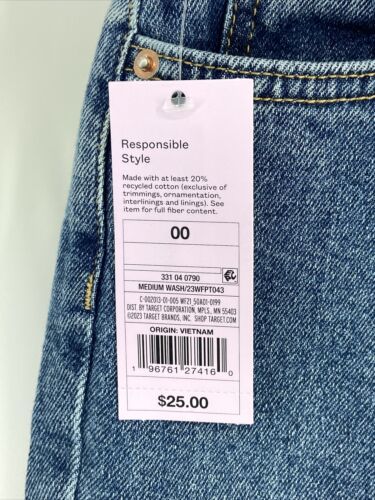 Responsible
Style
Made with at least 20%
recycled cotton (exclusive of
trimmings, ornamentation,
interlinings and linings). See
item for full fiber content.
00
331 04 0790
MEDIUM WASH/23WFPT043
C-002013-01-005 WF21 50A01-0199
DIST. BY TARGET CORPORATION, MPLS., MN 55403
©2023 TARGET BRANDS, INC. SHOP TARGET.COM
ORIGIN: VIETNAM
1 96761 27416 0
$25.00